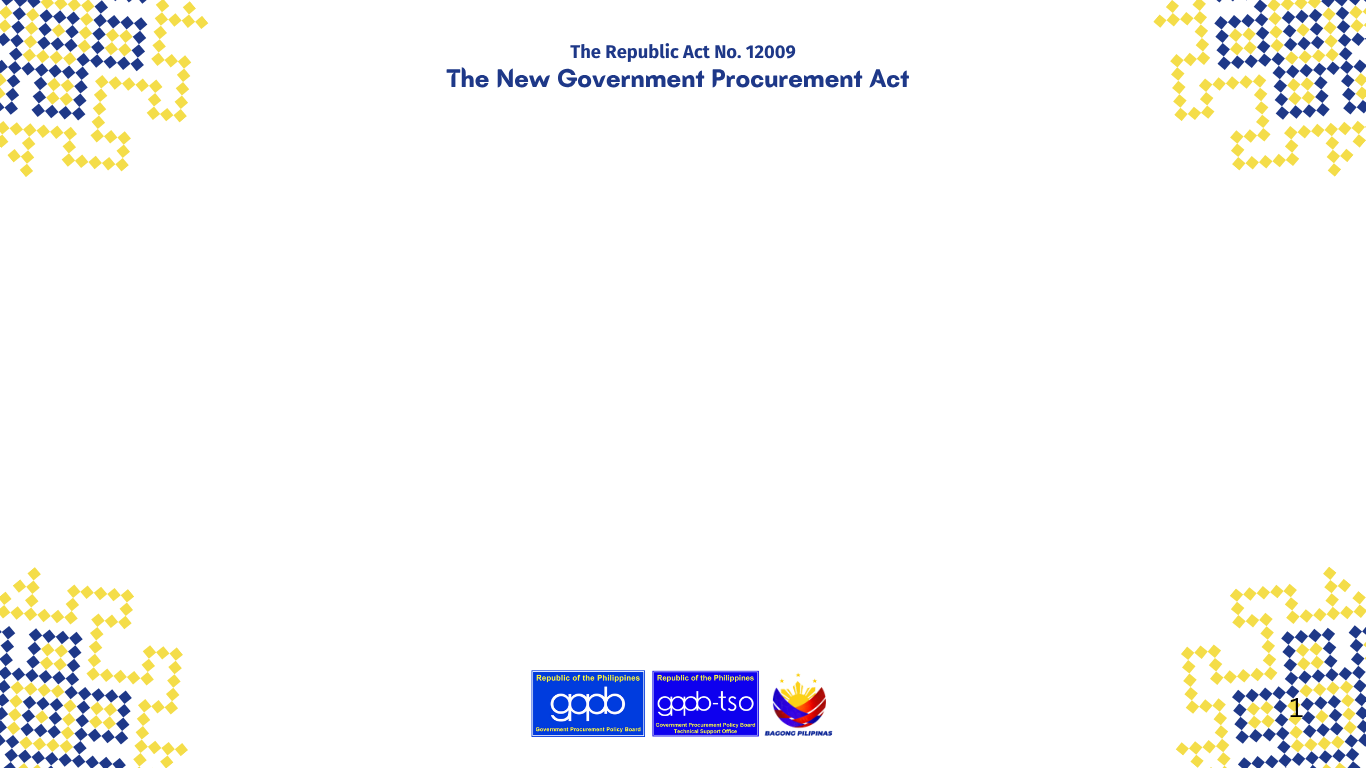 The Republic Act No. 12009
The New Government Procurement Act
Republic of the Philippines
gppb
Government Procurement Policy Board
Republic of the Philippines
gppb-tso
Government Procurement Policy Board
Technical Support Office
BAGONG PILIPINAS
1